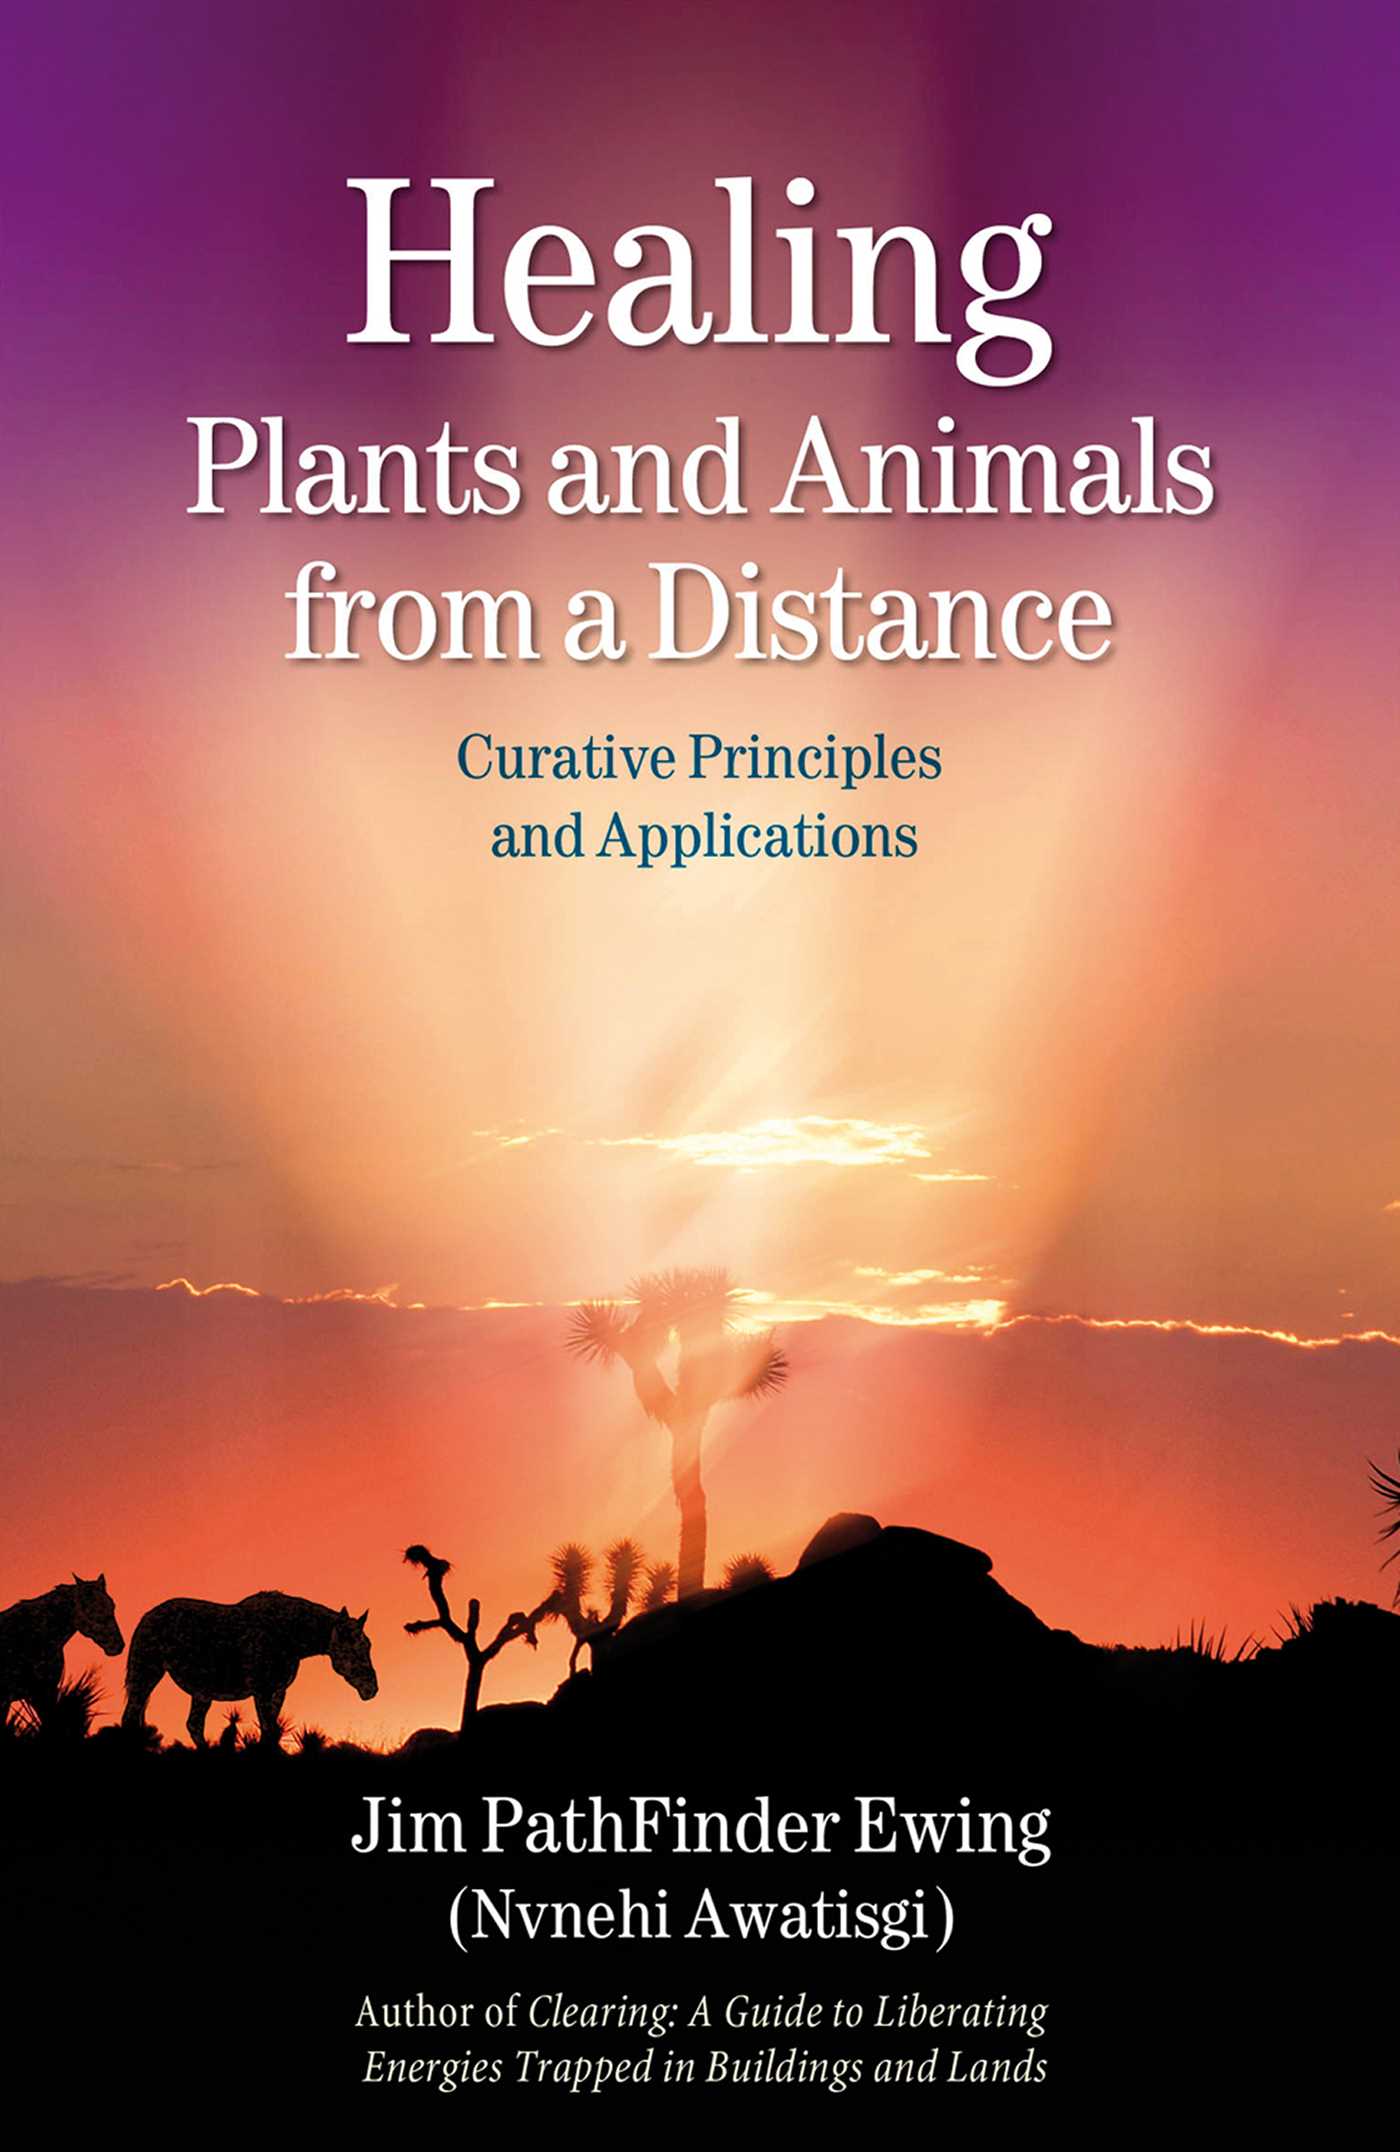 Healing
Plants and Animals
from a Distance
Curative Principles
and Applications
Jim PathFinder Ewing
(Nvnehi Awatisgi)
Author of Clearing: A Guide to Liberating
Energies Trapped in Buildings and Lands